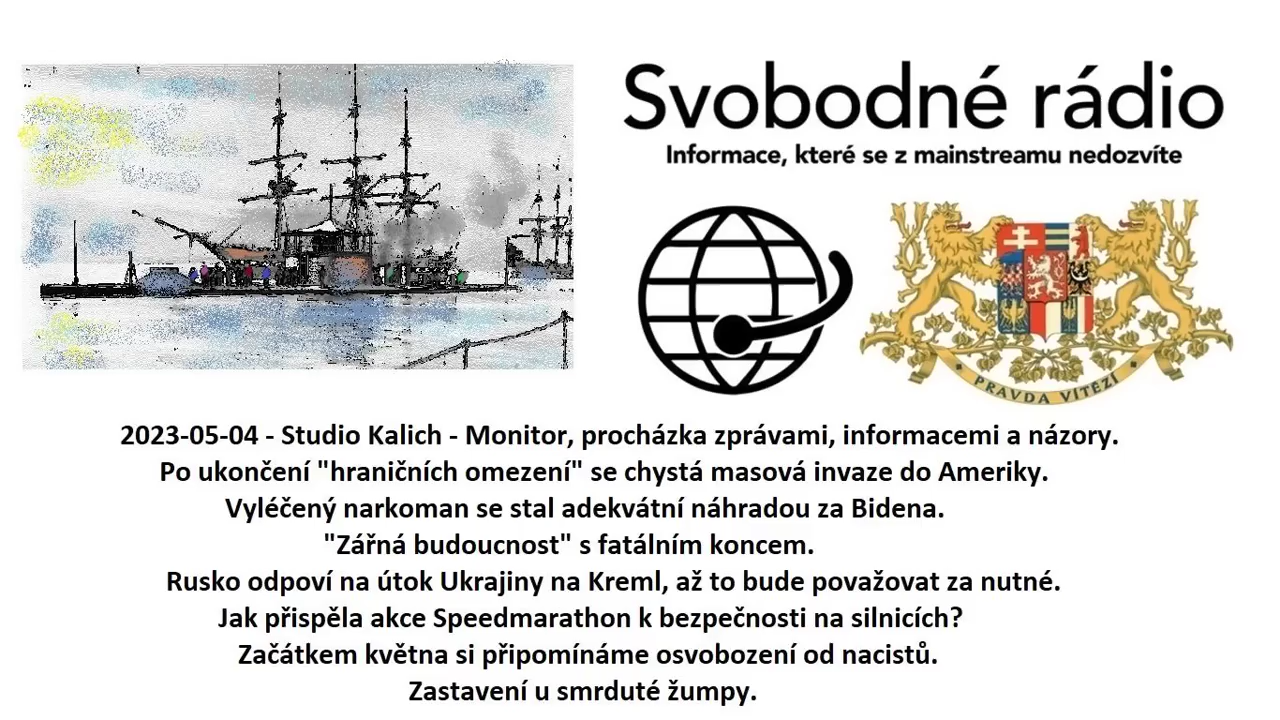 Svobodné rádio
Informace, které se z mainstreamu nedozvíte
PRAVDA VÍTĚZÍ
2023-05-04 - Studio Kalich - Monitor, procházka zprávami, informacemi a názory.
Po ukončení "hraničních omezení" se chystá masová invaze do Ameriky.
Vyléčený narkoman se stal adekvátní náhradou za Bidena.
"Zářná budoucnost" s fatálním koncem.
Rusko odpoví na útok Ukrajiny na Kreml, až to bude považovat za nutné.
Jak přispěla akce Speedmarathon k bezpečnosti na silnicích?
Začátkem května si připomínáme osvobození od nacistů.
Zastavení u smrduté žumpy.